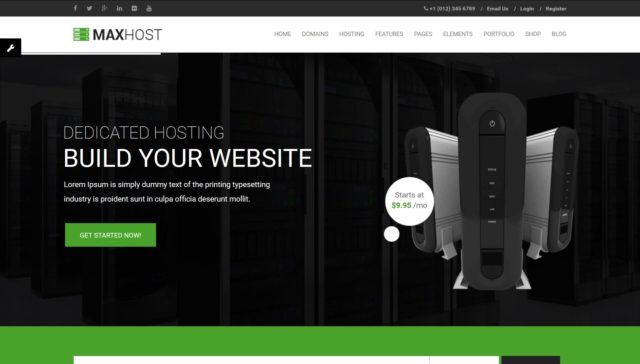 +1 (012) 345 6789 / Email Us / Login / Register
MAXHOST
HOME DOMAINS HOSTING FEATURES PAGES ELEMENTS PORTFOLIO SHOP BLOG
DEDICATED HOSTING
BUILD YOUR WEBSITE
Lorem Ipsum is simply dummy text of the printing typesetting
industry is proident sunt in culpa officia deserunt mollit.
Starts at
$9.95 /mo
GET STARTED NOW!